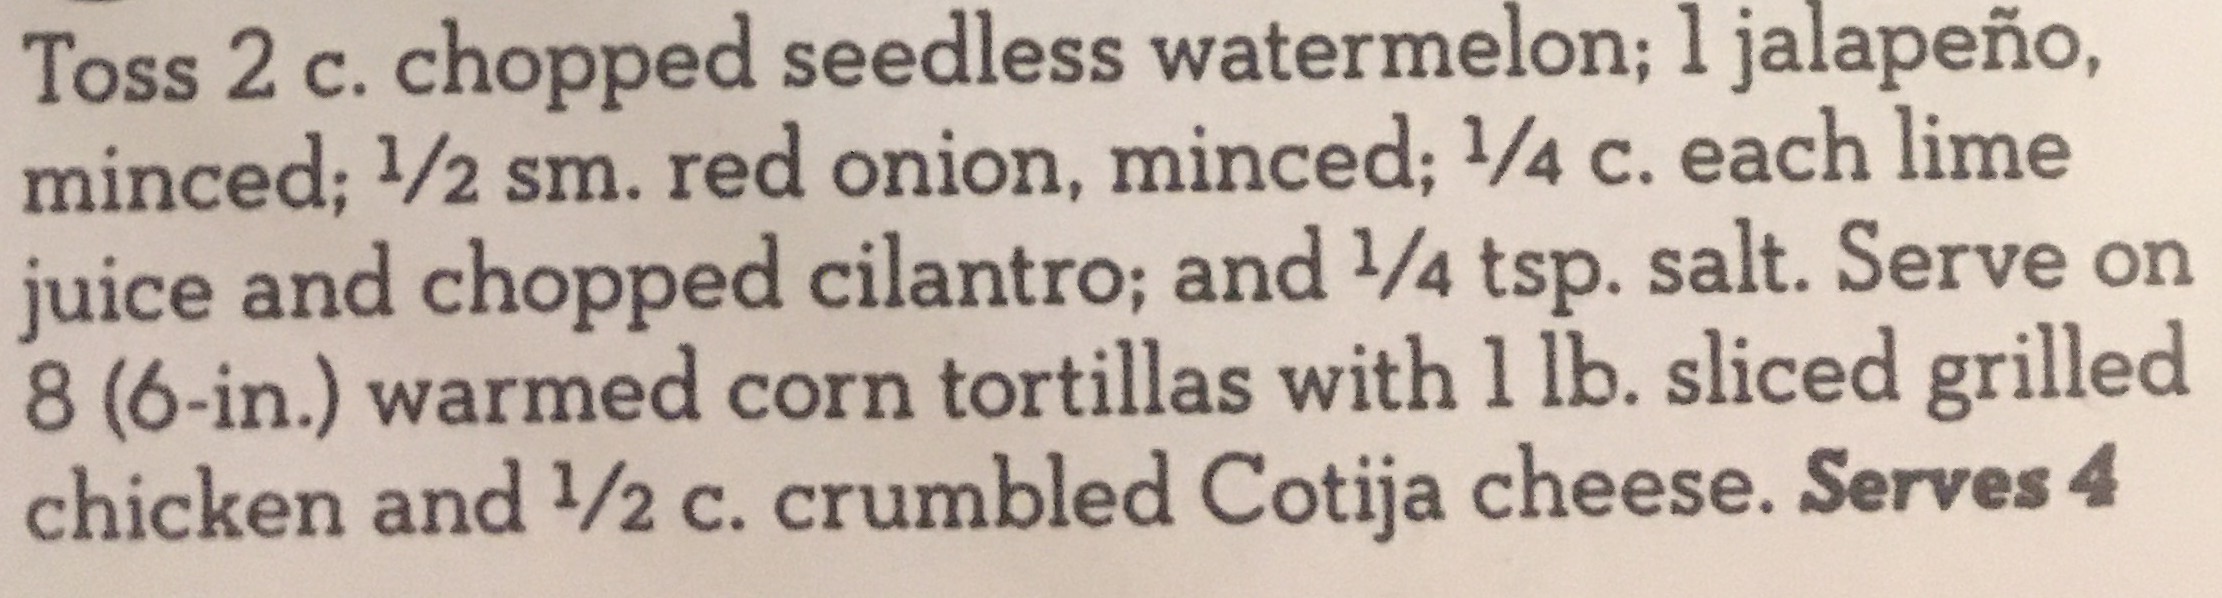 Toss 2 c. chopped seedless watermelon; 1 jalapeño,
minced; 1/2 sm. red onion, minced; 1/4 c. each lime
juice and chopped cilantro; and 1/4 tsp. salt. Serve on
8 (6-in.) warmed corn tortillas with 1 lb. sliced grilled
chicken and 1/2 c. crumbled Cotija cheese. Serves 4